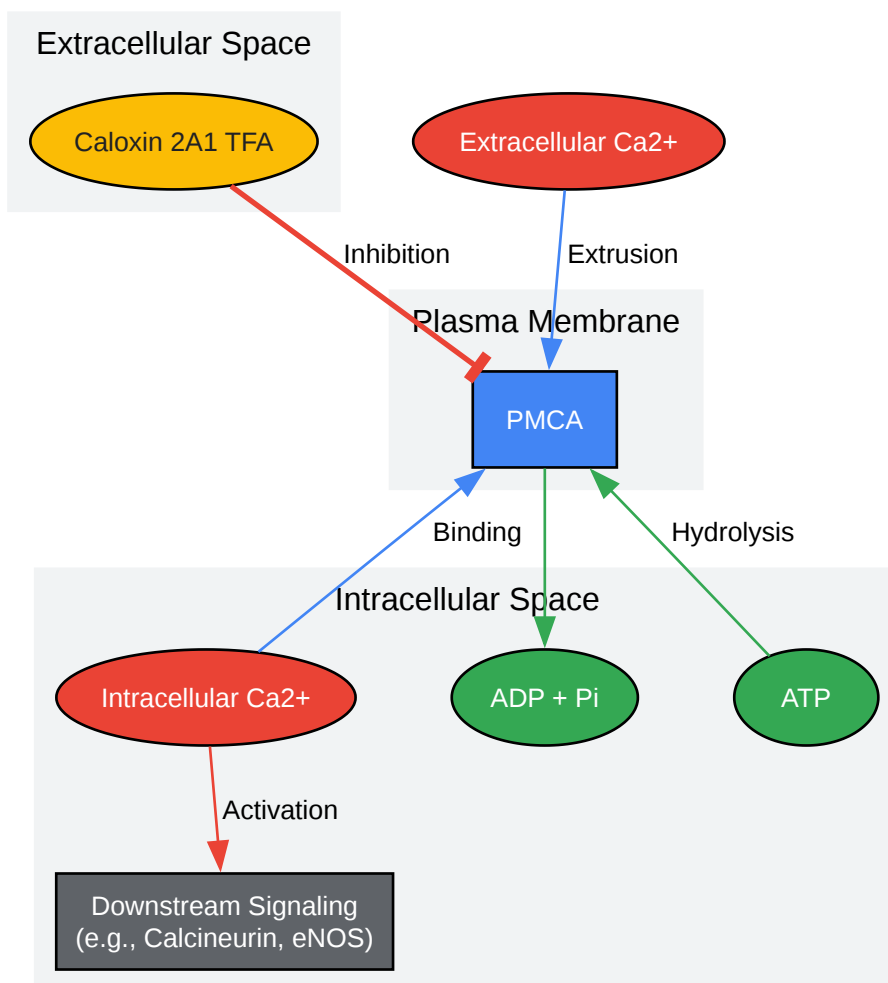 Extracellular Space
Caloxin 2A1 TFA
Extracellular Ca2+
Inhibition
Extrusion
Plasma Membrane
PMCA
Binding
Hydrolysis
Intracellular Space
Intracellular Ca2+
ADP + Pi
ATP
Activation
Downstream Signaling
(e.g., Calcineurin, eNOS)